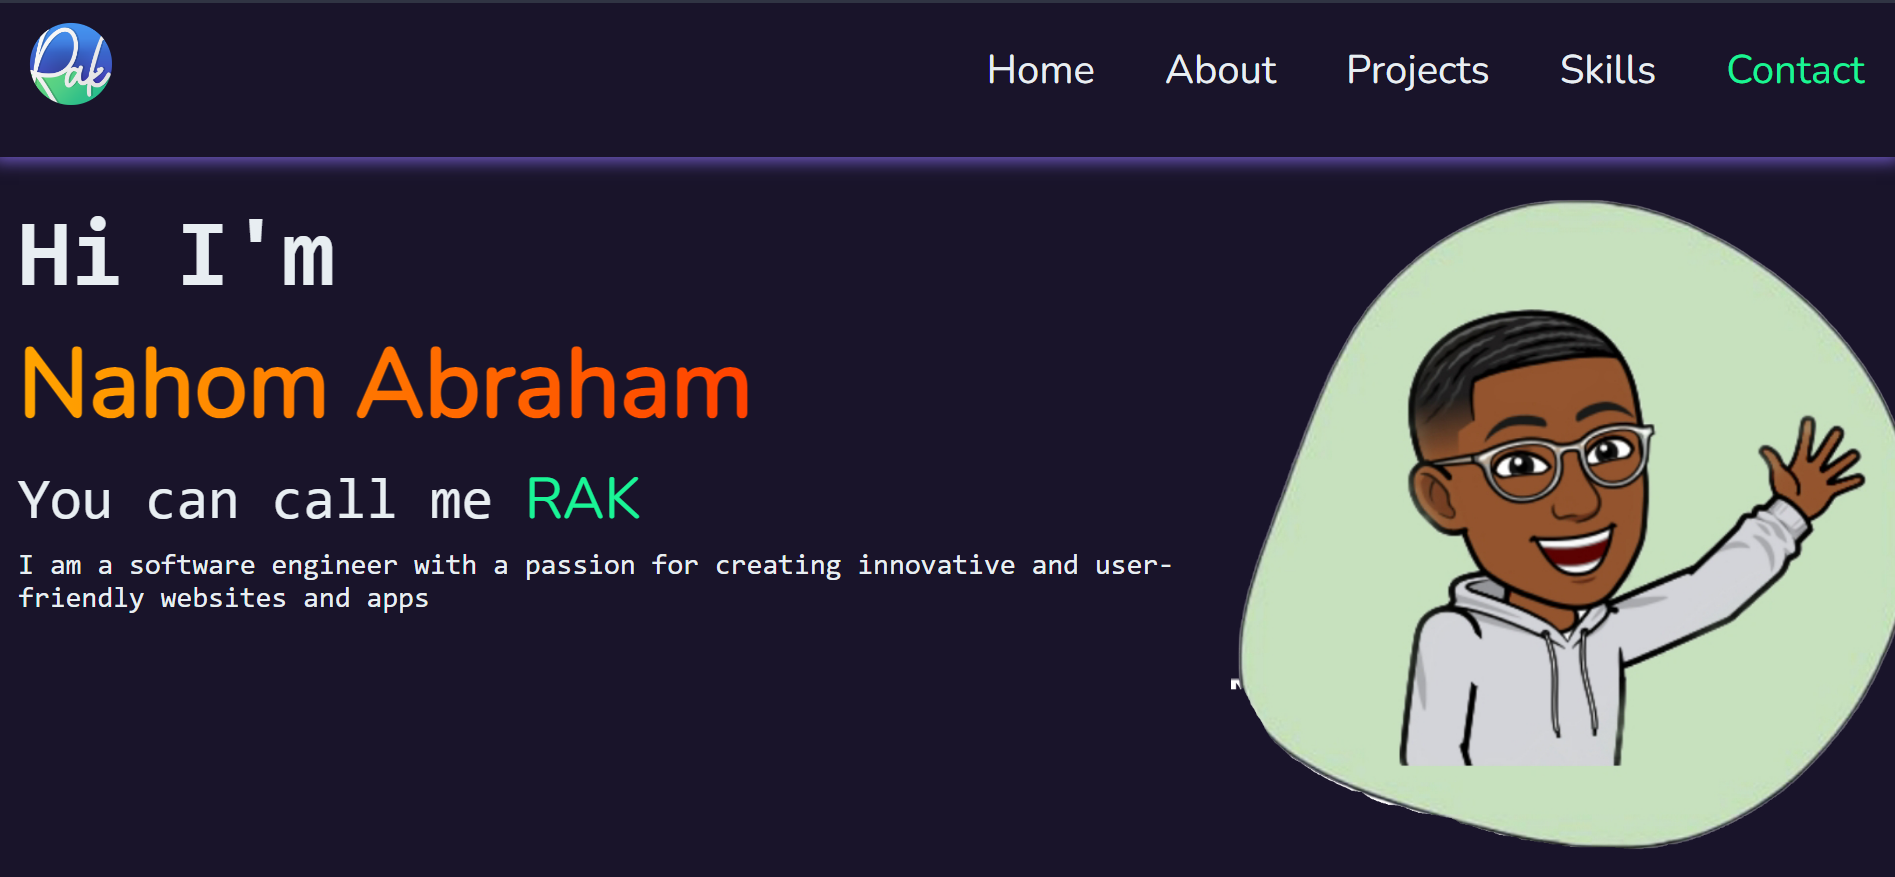 Rak
Home About Projects Skills Contact
Hi I'm
Nahom Abraham
You can call me RAK
I am a software engineer with a passion for creating innovative and user-
friendly websites and apps